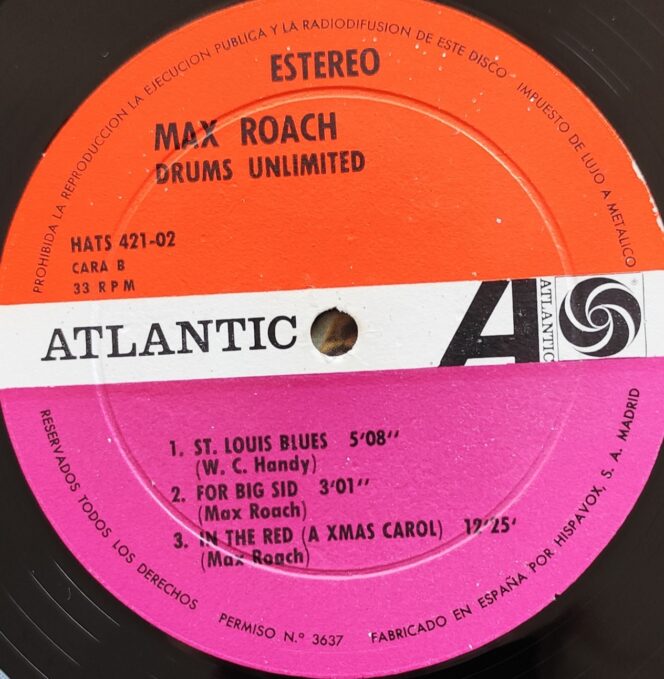 PROHIBIDA LA REPRODUCCION LA EJECUCION PUBLICA Y LA RADIODIFUSION DE ESTE DISCO IMPUESTO DE LUJO A METALICO
ESTEREO
MAX ROACH
DRUMS UNLIMITED
HATS 421-02
CARA B
33 RPM
ATLANTIC
A
ATLANTIC
1. ST. LOUIS BLUES 5'08''
(W. C. Handy)
2. FOR BIG SID 3'01''
(Max Roach)
3. IN THE RED (A XMAS CAROL) 12'25'
(Max Roach)
RESERVADOS TODOS LOS DERECHOS
PERMISO N.º 3637
FABRICADO EN ESPAÑA POR HISPAVOX, S. A. MADRID